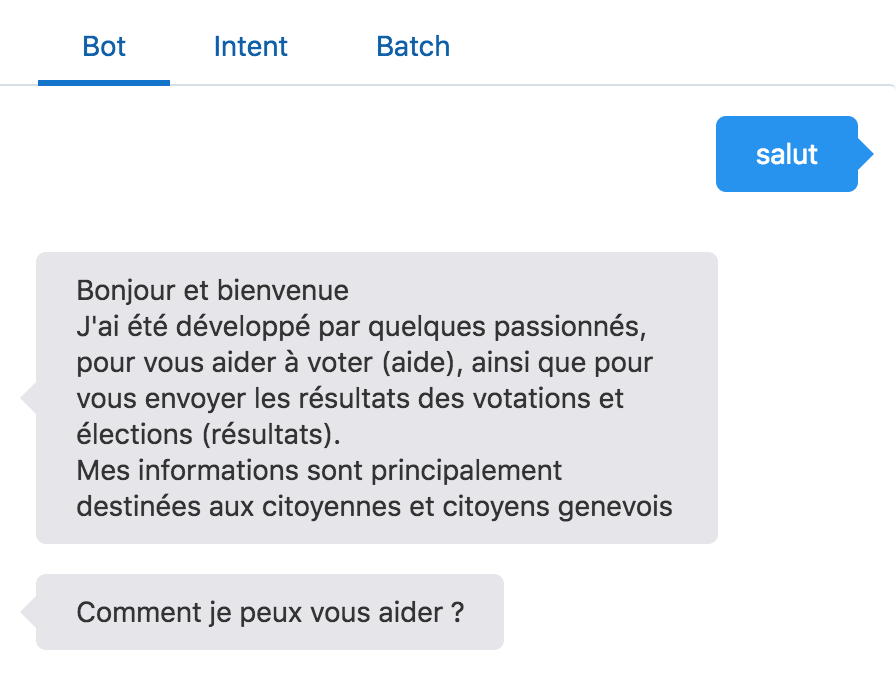 Bot Intent Batch
salut
Bonjour et bienvenue
J'ai été développé par quelques passionnés,
pour vous aider à voter (aide), ainsi que pour
vous envoyer les résultats des votations et
élections (résultats).
Mes informations sont principalement
destinées aux citoyennes et citoyens genevois
Comment je peux vous aider ?